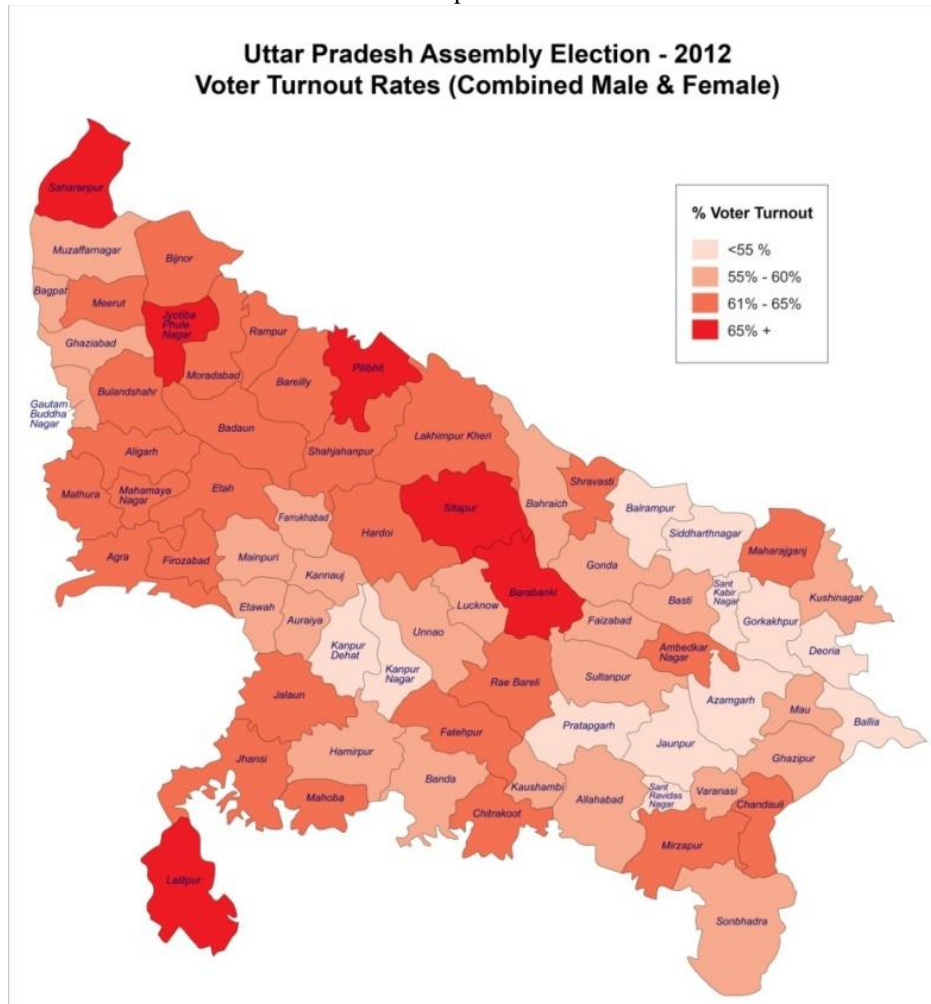 Uttar Pradesh Assembly Election - 2012
Voter Turnout Rates (Combined Male & Female)
% Voter Turnout
<55 %
55% - 60%
61% - 65%
65% +
Saharanpur
Muzaffarnagar
Bijnor
Bagpat
Meerut
Jyotiba
Phule
Nagar
Rampur
Ghaziabad
Moradabad
Bareilly
Pilibhit
Gautam
Buddha
Nagar
Bulandshahr
Badaun
Shahjahanpur
Lakhimpur Kheri
Aligarh
Mathura
Mahamaya
Nagar
Etah
Farrukhabad
Hardoi
Sitapur
Bahraich
Shravasti
Balrampur
Siddharthnagar
Maharajganj
Agra
Firozabad
Mainpuri
Kannauj
Gonda
Sant
Kabir
Nagar
Kushinagar
Etawah
Auraiya
Lucknow
Barabanki
Faizabad
Basti
Gorkakhpur
Deoria
Kanpur
Dehat
Unnao
Kanpur
Nagar
Rae Bareli
Sultanpur
Ambedkar
Nagar
Azamgarh
Mau
Ballia
Jalaun
Fatehpur
Pratapgarh
Jaunpur
Ghazipur
Jhansi
Hamirpur
Banda
Kaushambi
Allahabad
Sant
Ravidas
Nagar
Varanasi
Chandauli
Mahoba
Chitrakoot
Mirzapur
Lalitpur
Sonbhadra